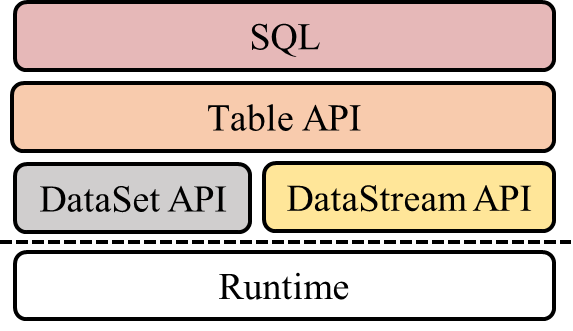 SQL
Table API
DataSet API
DataStream API
Runtime